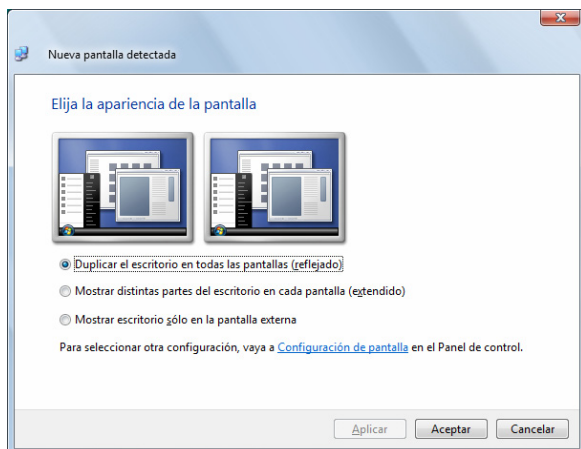 Nueva pantalla detectada
Elija la apariencia de la pantalla
Duplicar el escritorio en todas las pantallas (reflejado)
Mostrar distintas partes del escritorio en cada pantalla (extendido)
Mostrar escritorio sólo en la pantalla externa
Para seleccionar otra configuración, vaya a Configuración de pantalla en el Panel de control.
Aplicar Aceptar Cancelar